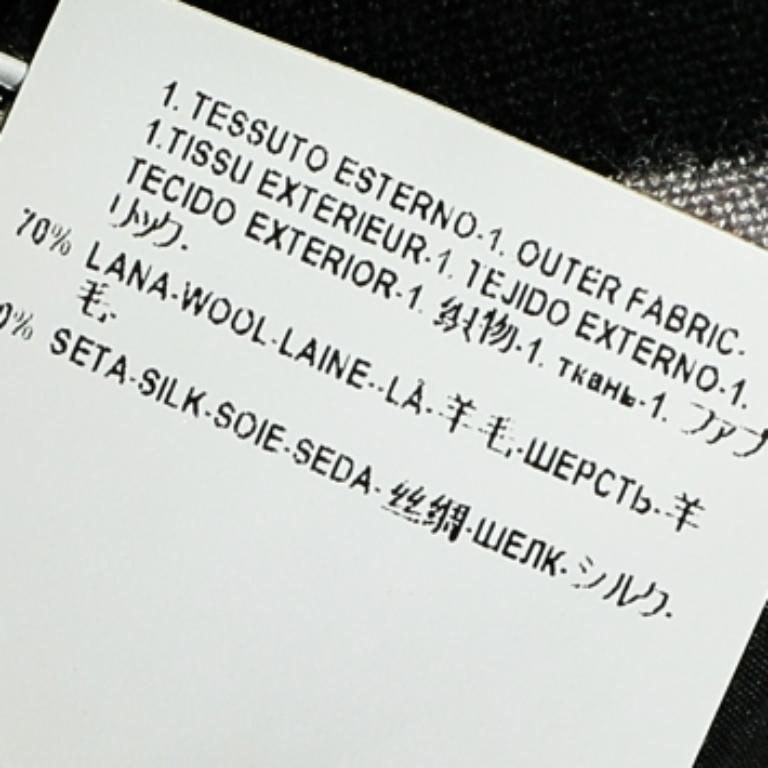 1. TESSUTO ESTERNO-1. OUTER FABRIC-
1.TISSU EXTERIEUR-1. TEJIDO EXTERNO-1.
TECIDO EXTERIOR-1. 織物-1. ткань-1. ファブ
リック.
70% LANA-WOOL-LAINE-LÃ-羊毛-ШЕРСТЬ-羊
毛.
0% SETA-SILK-SOIE-SEDA-丝绸-ШЕЛК-シルク.